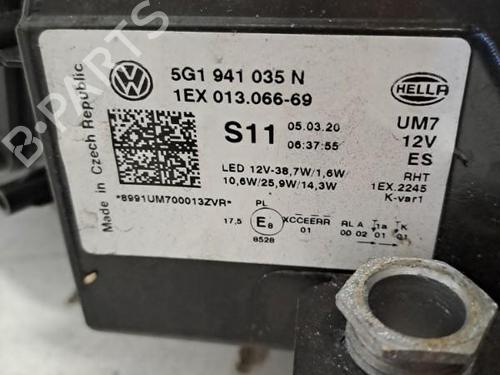 Made in Czech Republic
5G1 941 035 N
1EX 013.066-69
HELLA
S11
05.03.20
06:37:55
UM7
12V
ES
LED 12V-38,7W/1,6W
10,6W/25,9W/14,3W
RHT
1EX.2245
K-var1
*8991UM700013ZVR*
PL
17,5
E8
8528
XCCEERR
01
RL A T1a K
00 02 01